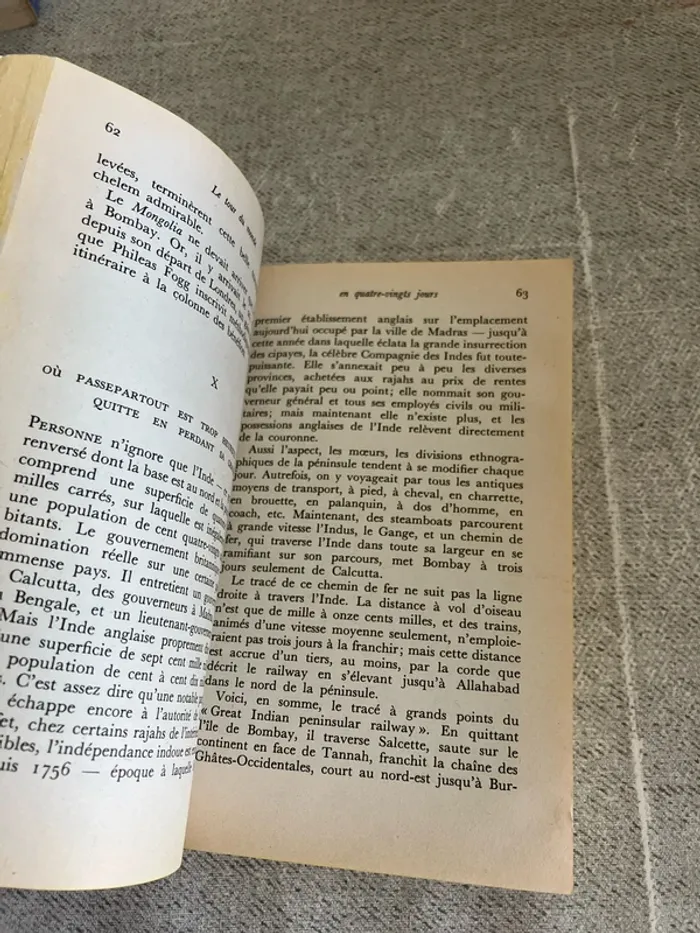 62
Le tour du monde
levées, terminèrent cette belle
chelem admirable.
Le Mongolia ne devait arriver
à Bombay. Or, il y arrivait le
depuis son départ de Londres, un
que Phileas Fogg inscrivit
itinéraire à la colonne des bénéfices
X
OÙ PASSEPARTOUT EST TROP
QUITTE EN PERDANT SA
PERSONNE n'ignore que l'Inde —
renversé dont la base est au nord et la
comprend une superficie de
milles carrés, sur laquelle est
une population de cent quatre-vingts
bitants. Le gouvernement britannique
domination réelle sur une certaine
immense pays. Il entretient un
Calcutta, des gouverneurs à
Bengale, et un lieutenant-gouverneur
Mais l'Inde anglaise proprement
une superficie de sept cent mille
population de cent à cent dix
C'est assez dire qu'une notable
échappe encore à l'autorité de
chez certains rajahs de
l'indépendance indoue est
1756 — époque à laquelle
en quatre-vingts jours 63
premier établissement anglais sur l'emplacement
aujourd'hui occupé par la ville de Madras — jusqu'à
cette année dans laquelle éclata la grande insurrection
des cipayes, la célèbre Compagnie des Indes fut toute-
puissante. Elle s'annexait peu à peu les diverses
provinces, achetées aux rajahs au prix de rentes
qu'elle payait peu ou point; elle nommait son gou-
verneur général et tous ses employés civils ou mili-
taires; mais maintenant elle n'existe plus, et les
possessions anglaises de l'Inde relèvent directement
de la couronne.
Aussi l'aspect, les mœurs, les divisions ethnogra-
phiques de la péninsule tendent à se modifier chaque
jour. Autrefois, on y voyageait par tous les antiques
moyens de transport, à pied, à cheval, en charrette,
en brouette, en palanquin, à dos d'homme, en
coach, etc. Maintenant, des steamboats parcourent
à grande vitesse l'Indus, le Gange, et un chemin de
fer, qui traverse l'Inde dans toute sa largeur en se
ramifiant sur son parcours, met Bombay à trois
jours seulement de Calcutta.
Le tracé de ce chemin de fer ne suit pas la ligne
droite à travers l'Inde. La distance à vol d'oiseau
n'est que de mille à onze cents milles, et des trains,
animés d'une vitesse moyenne seulement, n'emploie-
raient pas trois jours à la franchir; mais cette distance
est accrue d'un tiers, au moins, par la corde que
décrit le railway en s'élevant jusqu'à Allahabad
dans le nord de la péninsule.
Voici, en somme, le tracé à grands points du
« Great Indian peninsular railway ». En quittant
l'île de Bombay, il traverse Salcette, saute sur le
continent en face de Tannah, franchit la chaîne des
Ghâtes-Occidentales, court au nord-est jusqu'à Bur-